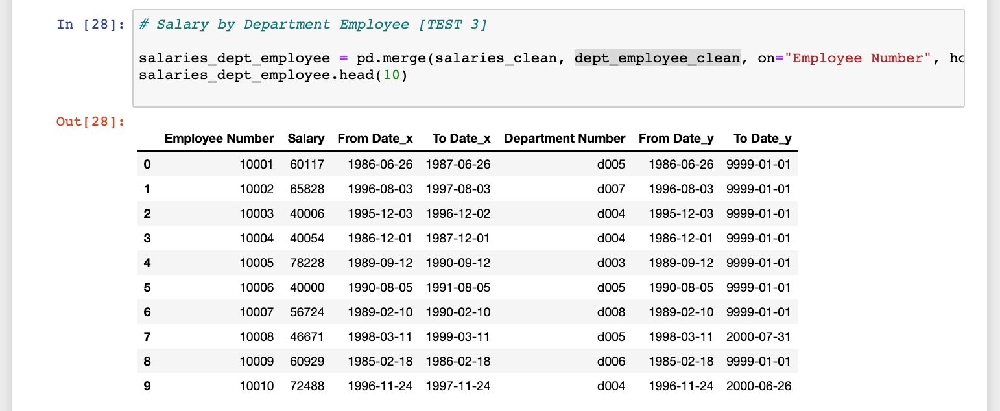 In [28]: # Salary by Department Employee [TEST 3]
salaries_dept_employee = pd.merge(salaries_clean, dept_employee_clean, on="Employee Number", ho
salaries_dept_employee.head(10)
Out[28]:
Employee Number Salary From Date_x To Date_x Department Number From Date_y To Date_y
0 10001 60117 1986-06-26 1987-06-26 d005 1986-06-26 9999-01-01
1 10002 65828 1996-08-03 1997-08-03 d007 1996-08-03 9999-01-01
2 10003 40006 1995-12-03 1996-12-02 d004 1995-12-03 9999-01-01
3 10004 40054 1986-12-01 1987-12-01 d004 1986-12-01 9999-01-01
4 10005 78228 1989-09-12 1990-09-12 d003 1989-09-12 9999-01-01
5 10006 40000 1990-08-05 1991-08-05 d005 1990-08-05 9999-01-01
6 10007 56724 1989-02-10 1990-02-10 d008 1989-02-10 9999-01-01
7 10008 46671 1998-03-11 1999-03-11 d005 1998-03-11 2000-07-31
8 10009 60929 1985-02-18 1986-02-18 d006 1985-02-18 9999-01-01
9 10010 72488 1996-11-24 1997-11-24 d004 1996-11-24 2000-06-26